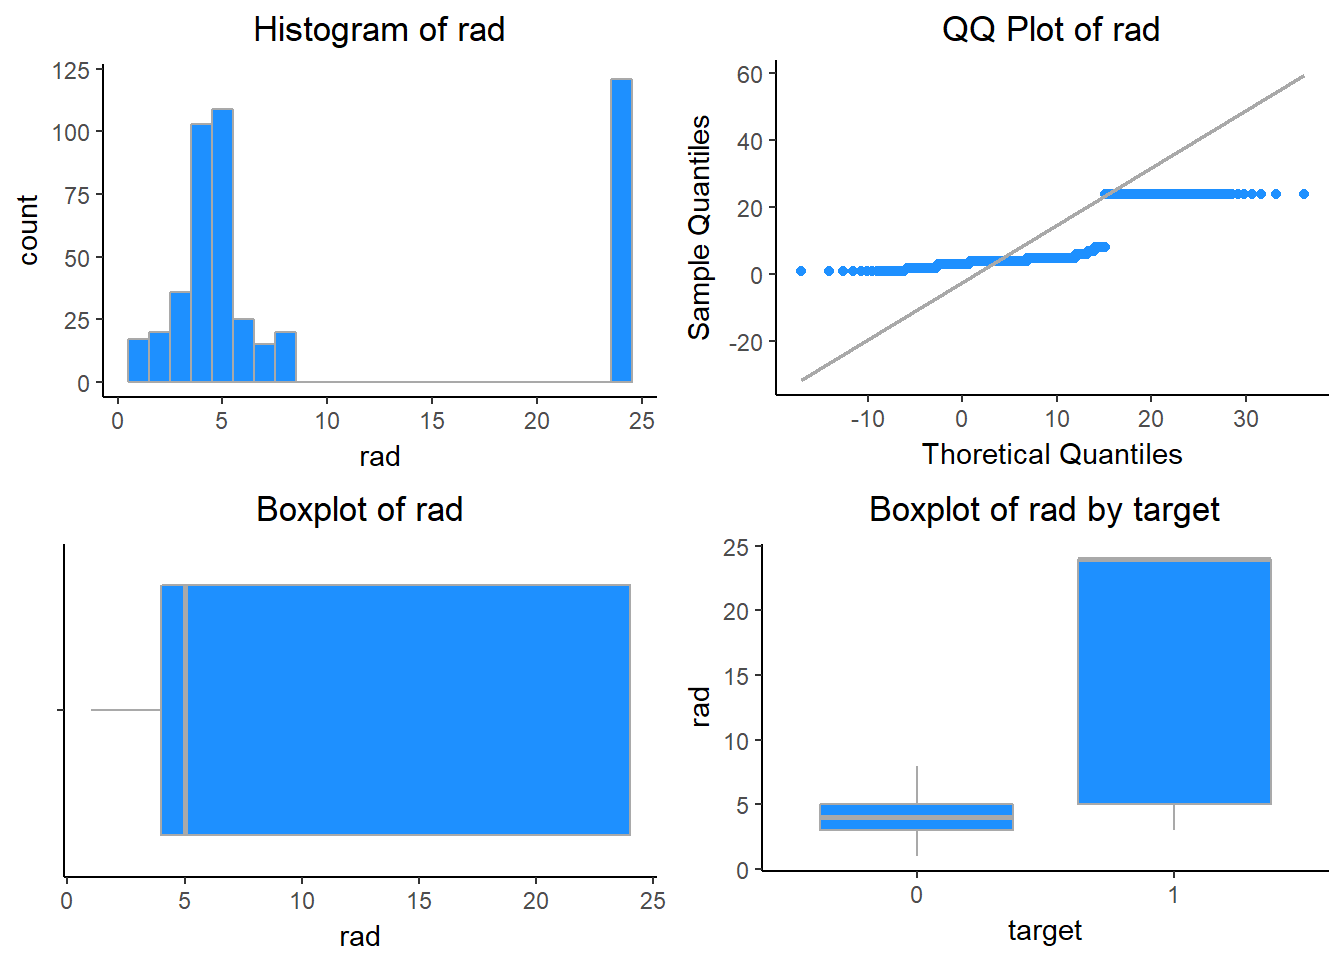 Histogram of rad
125
100
75
50
25
0
count
0 5 10 15 20 25
rad
QQ Plot of rad
60
40
20
0
-20
Sample Quantiles
-10 0 10 20 30
Thoretical Quantiles
Boxplot of rad
0 5 10 15 20 25
rad
Boxplot of rad by target
25
20
15
10
5
0
rad
0 1
target